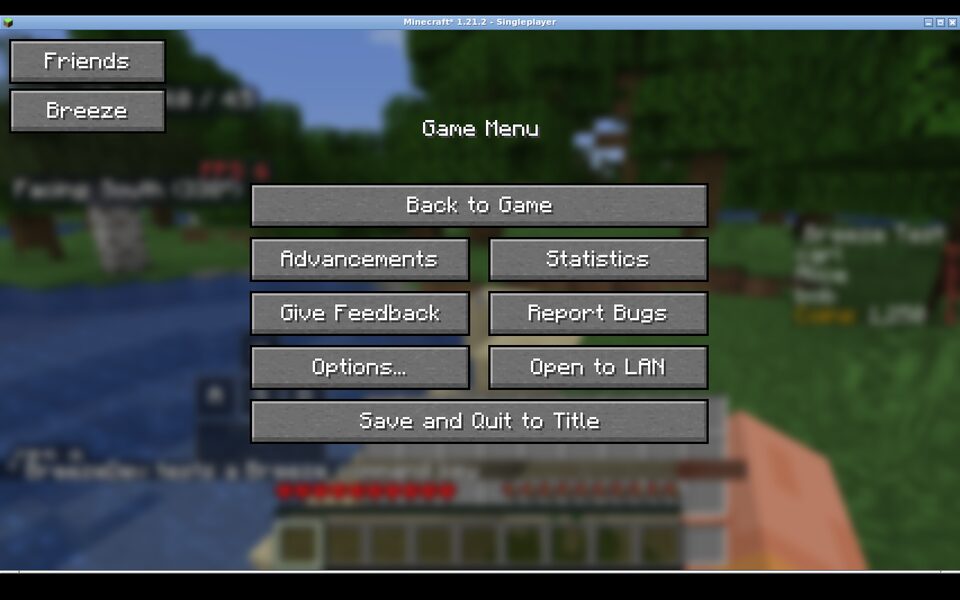 Minecraft* 1.21.2 - Singleplayer
Friends
Breeze
Game Menu
Back to Game
Advancements
Statistics
Give Feedback
Report Bugs
Options...
Open to LAN
Save and Quit to Title